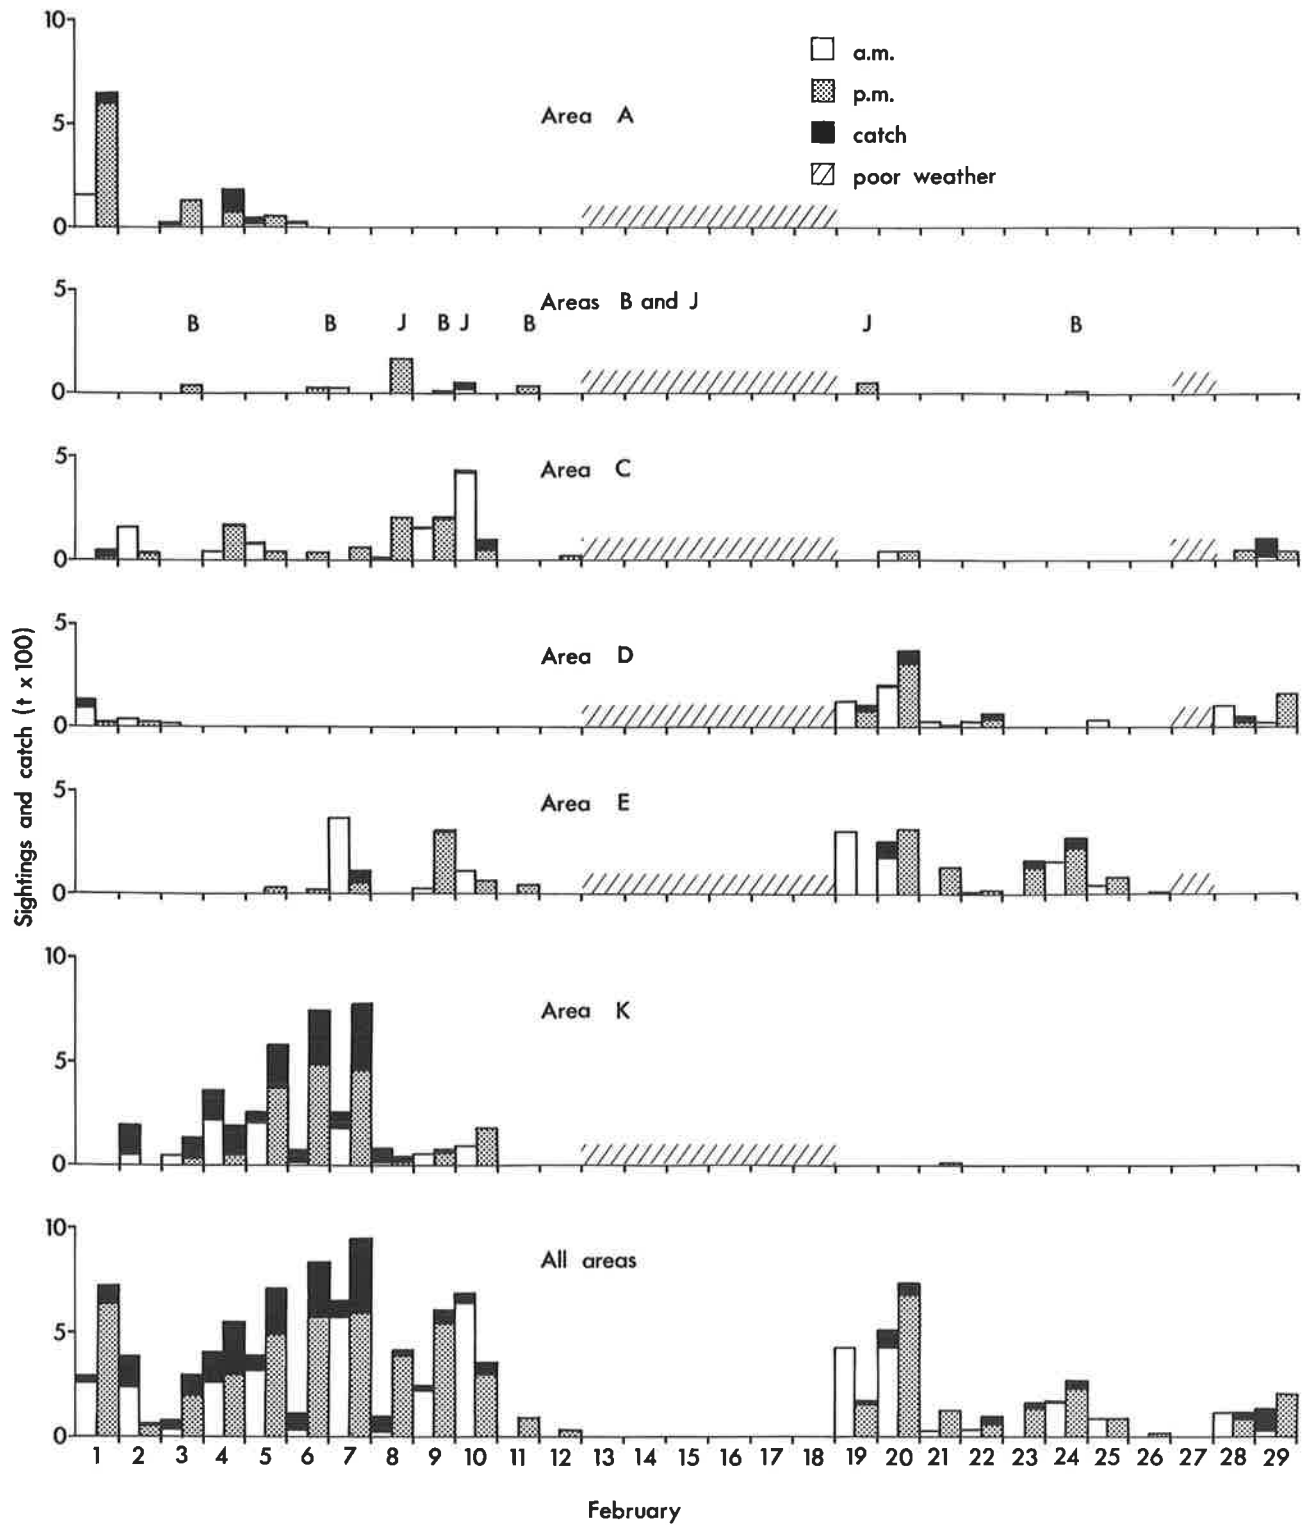 10
5
0
Area A
a.m.
p.m.
catch
poor weather
5
0
Areas B and J
B B J B J B J B
5
0
Area C
5
0
Area D
5
0
Area E
10
5
0
Area K
10
5
0
All areas
1 2 3 4 5 6 7 8 9 10 11 12 13 14 15 16 17 18 19 20 21 22 23 24 25 26 27 28 29
February
Sightings and catch (t x 100)